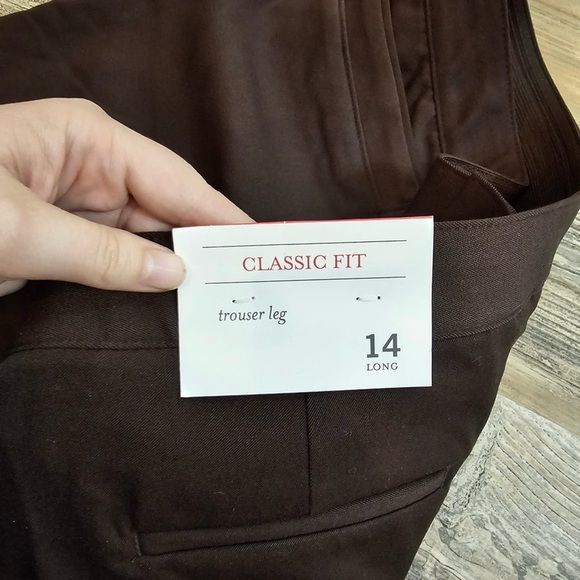 CLASSIC FIT
trouser leg
14
LONG